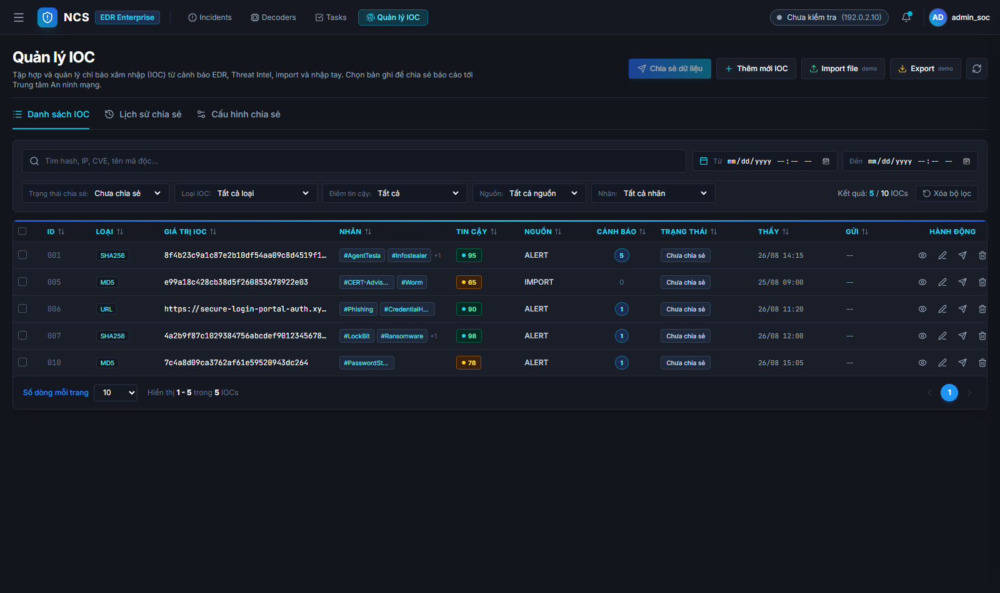 NCS EDR Enterprise Incidents Decoders Tasks Quản lý IOC Chưa kiểm tra (192.0.2.10) AD admin_soc
Quản lý IOC
Tập hợp và quản lý chỉ báo xâm nhập (IOC) từ cảnh báo EDR, Threat Intel, import và nhập tay. Chọn bản ghi để chia sẻ báo cáo tới
Trung tâm An ninh mạng.
Chia sẻ dữ liệu Thêm mới IOC Import file demo Export demo
Danh sách IOC Lịch sử chia sẻ Cấu hình chia sẻ
Tìm hash, IP, CVE, tên mã độc... Từ mm/dd/yyyy --:-- -- Đến mm/dd/yyyy --:-- --
Trạng thái chia sẻ: Chưa chia sẻ Loại IOC: Tất cả loại Điểm tin cậy: Tất cả Nguồn: Tất cả nguồn Nhãn: Tất cả nhãn Kết quả: 5 / 10 IOCs Xóa bộ lọc
ID LOẠI GIÁ TRỊ IOC NHÃN TIN CẬY NGUỒN CẢNH BÁO TRẠNG THÁI THẤY GỬI HÀNH ĐỘNG
001 SHA256 8f4b23c9a1c87e2b10df54aa09c8d4519f1… #AgentTesla #Infostealer +1 95 ALERT 5 Chưa chia sẻ 26/08 14:15 --
005 MD5 e99a18c428cb38d5f260853678922e03 #CERT-Advis… #Worm 65 IMPORT 0 Chưa chia sẻ 25/08 09:00 --
006 URL https://secure-login-portal-auth.xy… #Phishing #CredentialH… 90 ALERT 1 Chưa chia sẻ 26/08 11:20 --
007 SHA256 4a2b9f87c1029384756abcdef9012345678… #LockBit #Ransomware +1 98 ALERT 1 Chưa chia sẻ 26/08 12:00 --
010 MD5 7c4a8d09ca3762af61e59520943dc264 #PasswordSt… 78 ALERT 1 Chưa chia sẻ 26/08 15:05 --
Số dòng mỗi trang 10 Hiển thị 1 - 5 trong 5 IOCs 1